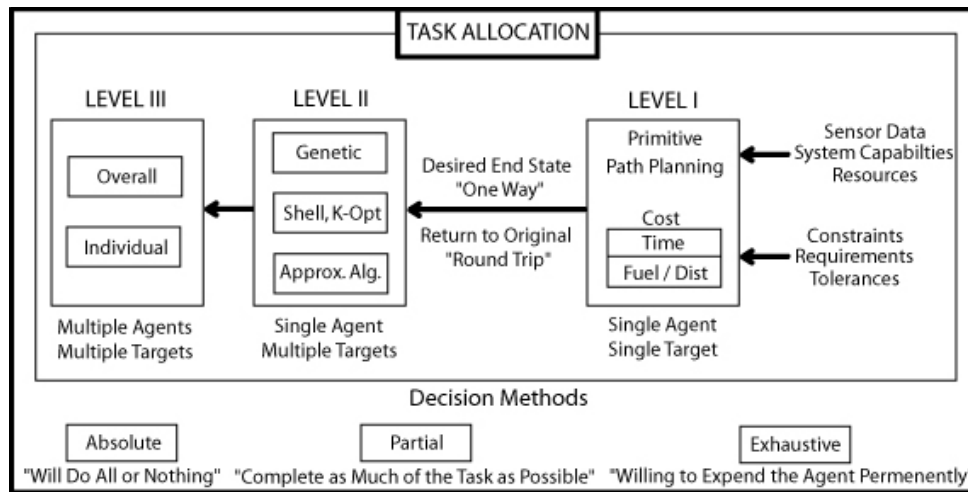 TASK ALLOCATION
LEVEL III
Overall
Individual
Multiple Agents
Multiple Targets
LEVEL II
Genetic
Shell, K-Opt
Approx. Alg.
Single Agent
Multiple Targets
Desired End State
"One Way"
Return to Original
"Round Trip"
LEVEL I
Primitive
Path Planning
Cost
Time
Fuel / Dist
Single Agent
Single Target
Sensor Data
System Capabilties
Resources
Constraints
Requirements
Tolerances
Decision Methods
Absolute
"Will Do All or Nothing"
Partial
"Complete as Much of the Task as Possible"
Exhaustive
"Willing to Expend the Agent Permenently